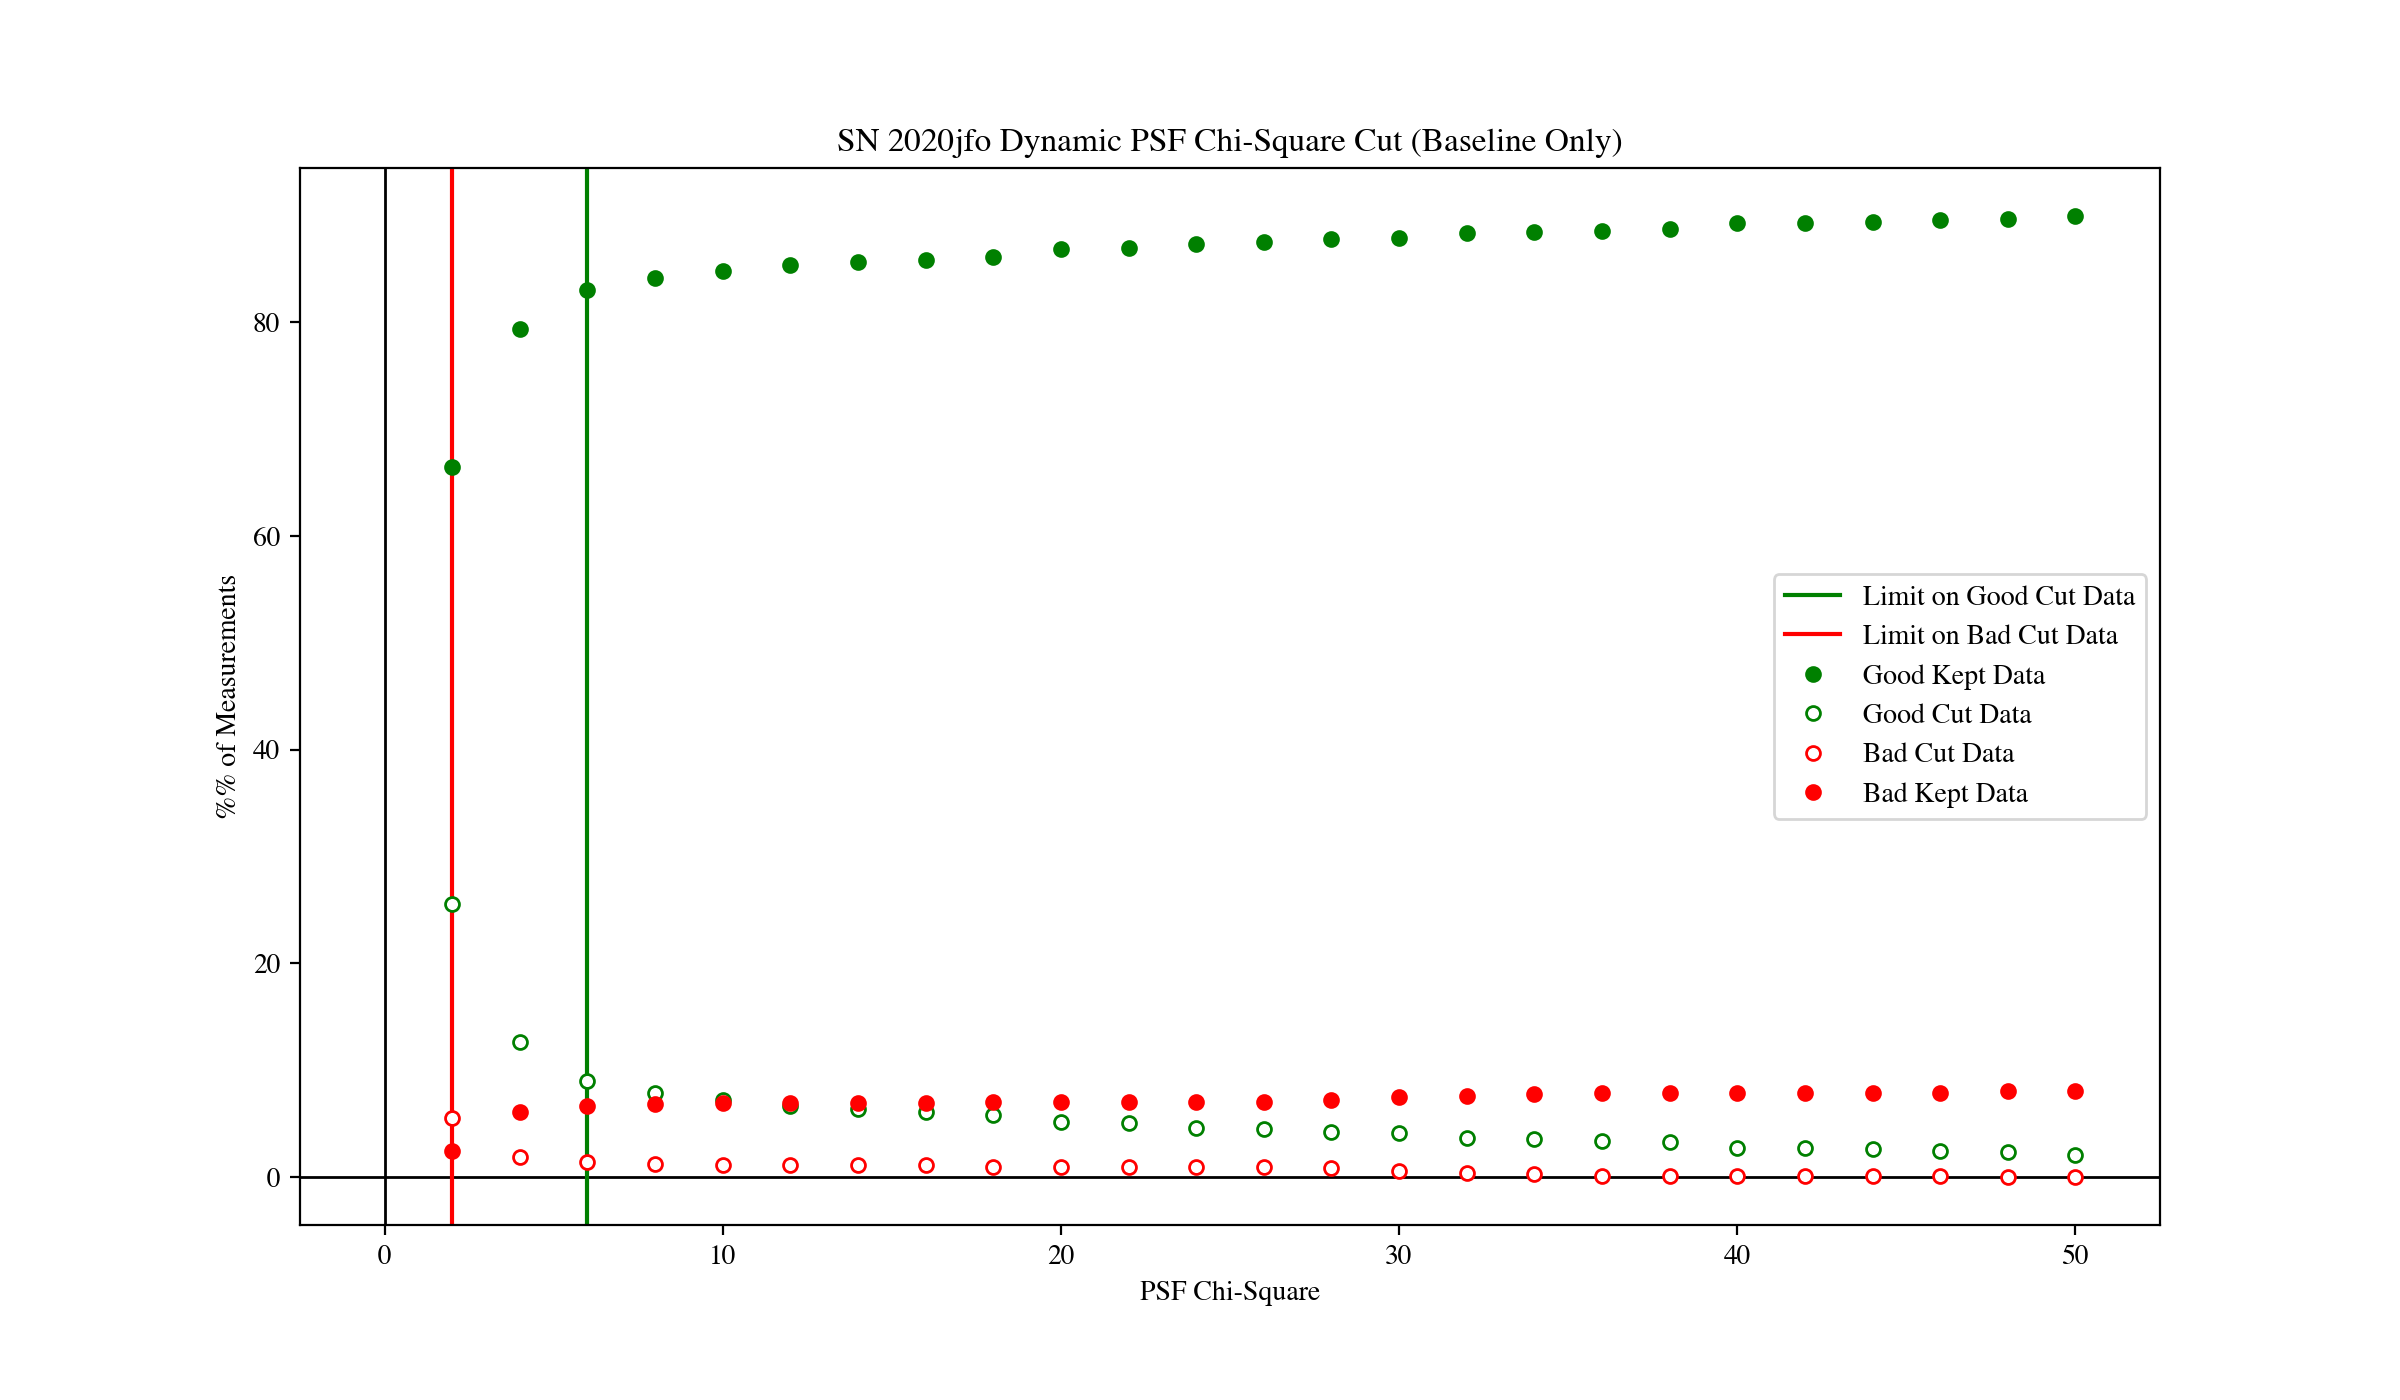 SN 2020jfo Dynamic PSF Chi-Square Cut (Baseline Only)
%% of Measurements
80
60
40
20
0
Limit on Good Cut Data
Limit on Bad Cut Data
Good Kept Data
Good Cut Data
Bad Cut Data
Bad Kept Data
0 10 20 30 40 50
PSF Chi-Square